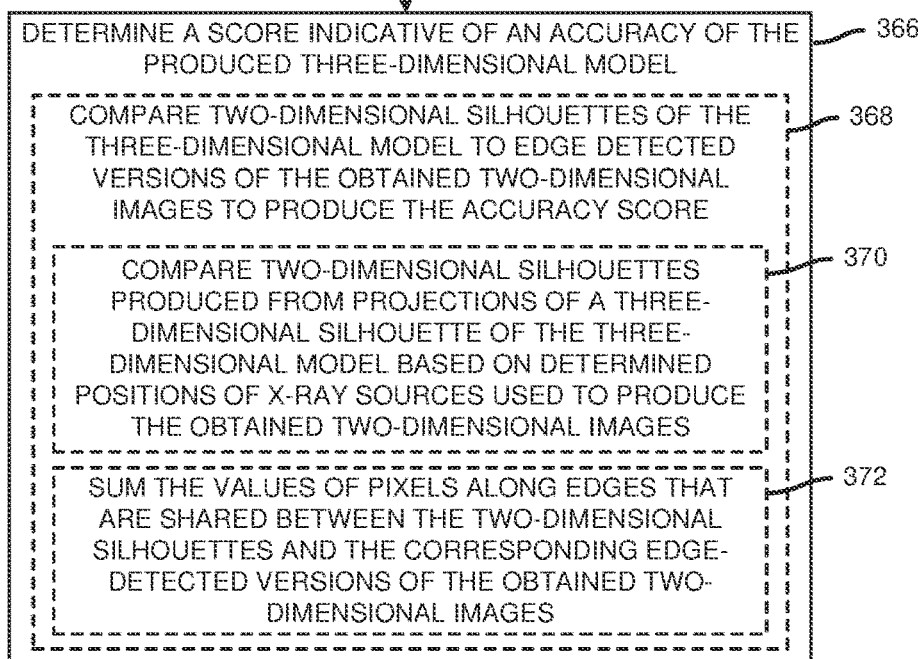 DETERMINE A SCORE INDICATIVE OF AN ACCURACY OF THE
PRODUCED THREE-DIMENSIONAL MODEL
366
COMPARE TWO-DIMENSIONAL SILHOUETTES OF THE
THREE-DIMENSIONAL MODEL TO EDGE DETECTED
VERSIONS OF THE OBTAINED TWO-DIMENSIONAL
IMAGES TO PRODUCE THE ACCURACY SCORE
368
COMPARE TWO-DIMENSIONAL SILHOUETTES
PRODUCED FROM PROJECTIONS OF A THREE-
DIMENSIONAL SILHOUETTE OF THE THREE-
DIMENSIONAL MODEL BASED ON DETERMINED
POSITIONS OF X-RAY SOURCES USED TO PRODUCE
THE OBTAINED TWO-DIMENSIONAL IMAGES
370
SUM THE VALUES OF PIXELS ALONG EDGES THAT
ARE SHARED BETWEEN THE TWO-DIMENSIONAL
SILHOUETTES AND THE CORRESPONDING EDGE-
DETECTED VERSIONS OF THE OBTAINED TWO-
DIMENSIONAL IMAGES
372